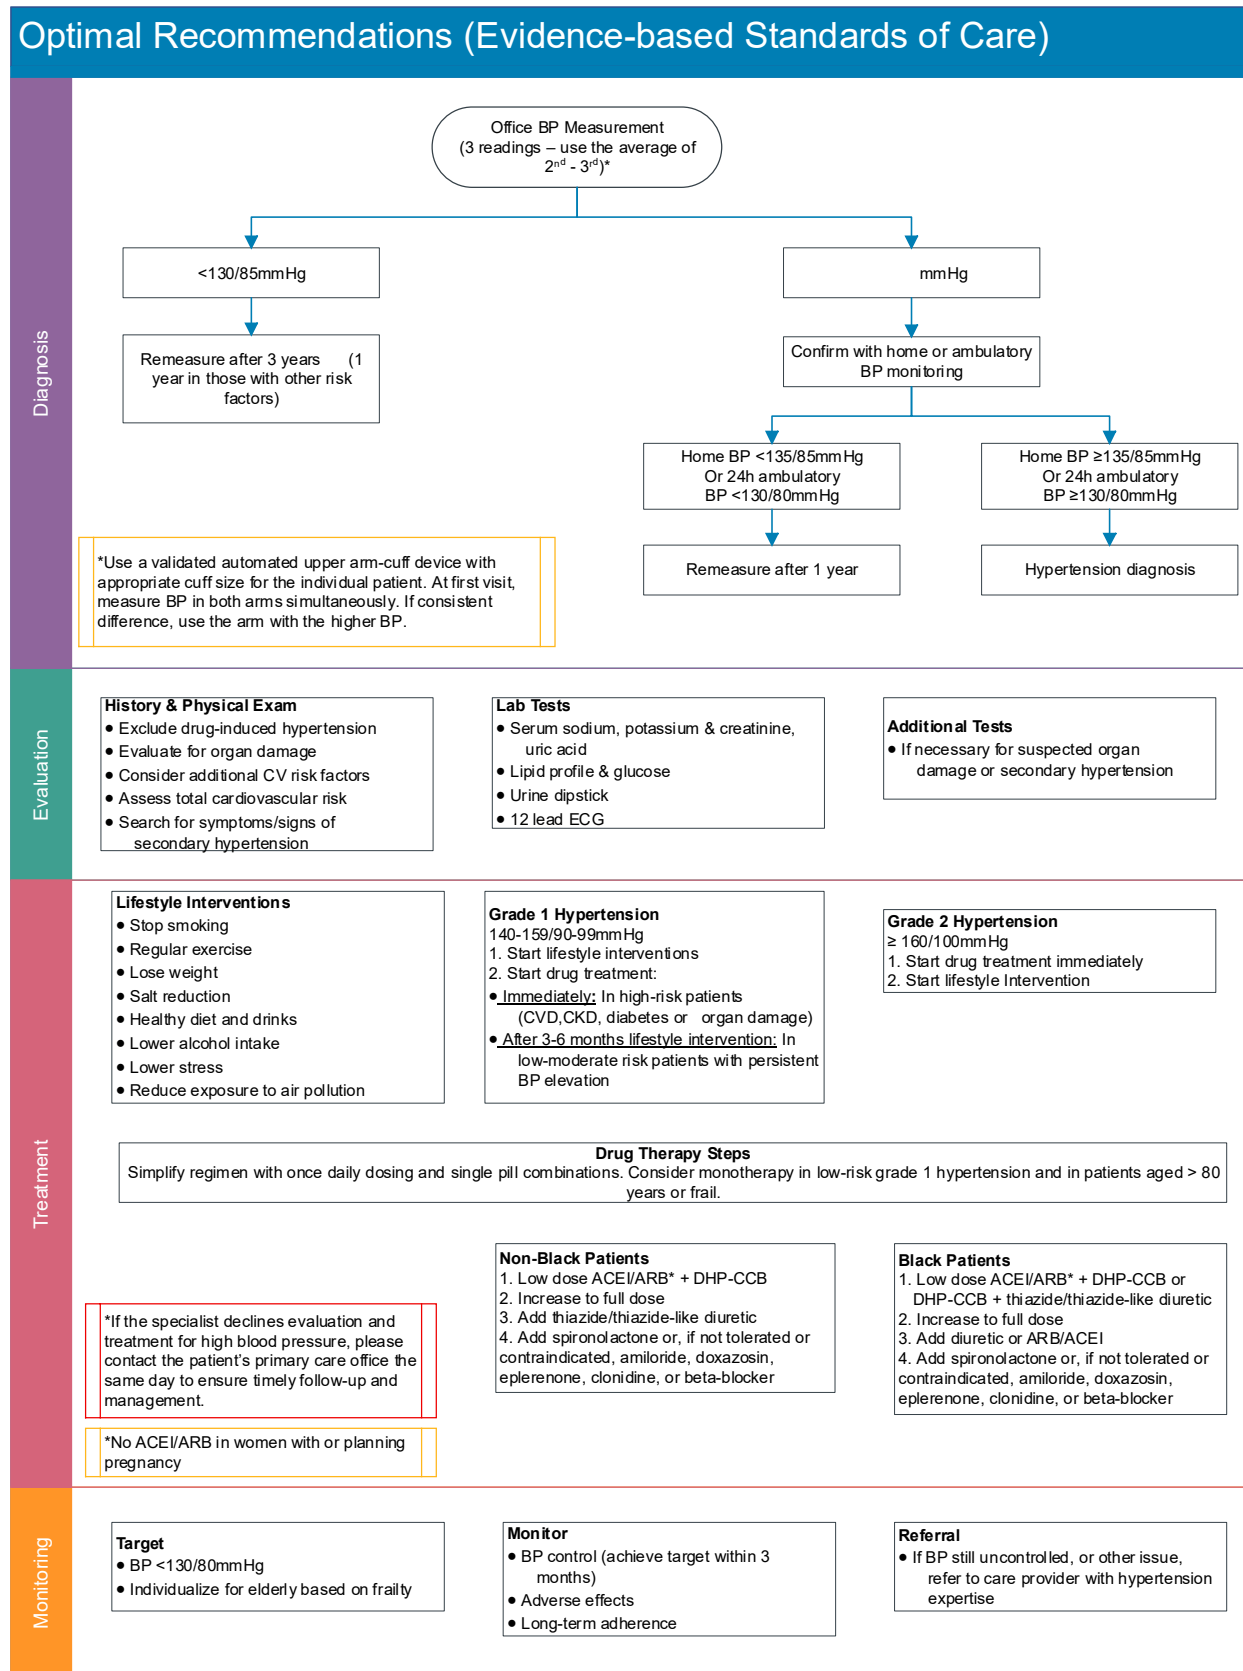 Optimal Recommendations (Evidence-based Standards of Care)
Diagnosis
Office BP Measurement
(3 readings – use the average of
2nd - 3rd)*
<130/85mmHg
mmHg
Remeasure after 3 years (1
year in those with other risk
factors)
Confirm with home or ambulatory
BP monitoring
Home BP <135/85mmHg
Or 24h ambulatory
BP <130/80mmHg
Home BP ≥135/85mmHg
Or 24h ambulatory
BP ≥130/80mmHg
Remeasure after 1 year
Hypertension diagnosis
*Use a validated automated upper arm-cuff device with
appropriate cuff size for the individual patient. At first visit,
measure BP in both arms simultaneously. If consistent
difference, use the arm with the higher BP.
Evaluation
History & Physical Exam
● Exclude drug-induced hypertension
● Evaluate for organ damage
● Consider additional CV risk factors
● Assess total cardiovascular risk
● Search for symptoms/signs of
secondary hypertension
Lab Tests
● Serum sodium, potassium & creatinine,
uric acid
● Lipid profile & glucose
● Urine dipstick
● 12 lead ECG
Additional Tests
● If necessary for suspected organ
damage or secondary hypertension
Treatment
Lifestyle Interventions
● Stop smoking
● Regular exercise
● Lose weight
● Salt reduction
● Healthy diet and drinks
● Lower alcohol intake
● Lower stress
● Reduce exposure to air pollution
Grade 1 Hypertension
140-159/90-99mmHg
1. Start lifestyle interventions
2. Start drug treatment:
● Immediately: In high-risk patients
(CVD,CKD, diabetes or organ damage)
● After 3-6 months lifestyle intervention: In
low-moderate risk patients with persistent
BP elevation
Grade 2 Hypertension
≥ 160/100mmHg
1. Start drug treatment immediately
2. Start lifestyle Intervention
Drug Therapy Steps
Simplify regimen with once daily dosing and single pill combinations. Consider monotherapy in low-risk grade 1 hypertension and in patients aged > 80
years or frail.
Non-Black Patients
1. Low dose ACEI/ARB* + DHP-CCB
2. Increase to full dose
3. Add thiazide/thiazide-like diuretic
4. Add spironolactone or, if not tolerated or
contraindicated, amiloride, doxazosin,
eplerenone, clonidine, or beta-blocker
Black Patients
1. Low dose ACEI/ARB* + DHP-CCB or
DHP-CCB + thiazide/thiazide-like diuretic
2. Increase to full dose
3. Add diuretic or ARB/ACEI
4. Add spironolactone or, if not tolerated or
contraindicated, amiloride, doxazosin,
eplerenone, clonidine, or beta-blocker
*If the specialist declines evaluation and
treatment for high blood pressure, please
contact the patient's primary care office the
same day to ensure timely follow-up and
management.
*No ACEI/ARB in women with or planning
pregnancy
Monitoring
Target
● BP <130/80mmHg
● Individualize for elderly based on frailty
Monitor
● BP control (achieve target within 3
months)
● Adverse effects
● Long-term adherence
Referral
● If BP still uncontrolled, or other issue,
refer to care provider with hypertension
expertise